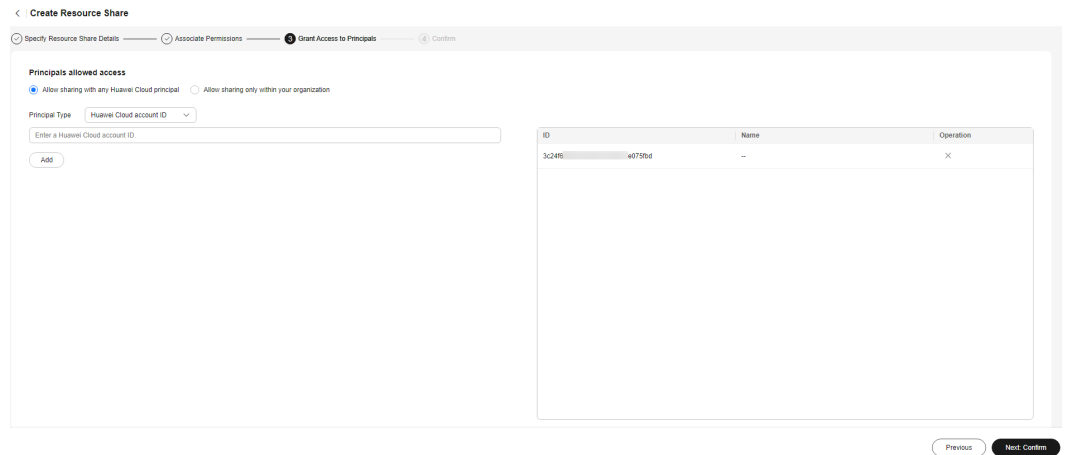 Create Resource Share
Specify Resource Share Details Associate Permissions 3 Grant Access to Principals 4 Confirm
Principals allowed access
Allow sharing with any Huawei Cloud principal Allow sharing only within your organization
Principal Type Huawei Cloud account ID
Enter a Huawei Cloud account ID.
Add
ID Name Operation
3c24f8 e075fbd --
Previous Next: Confirm